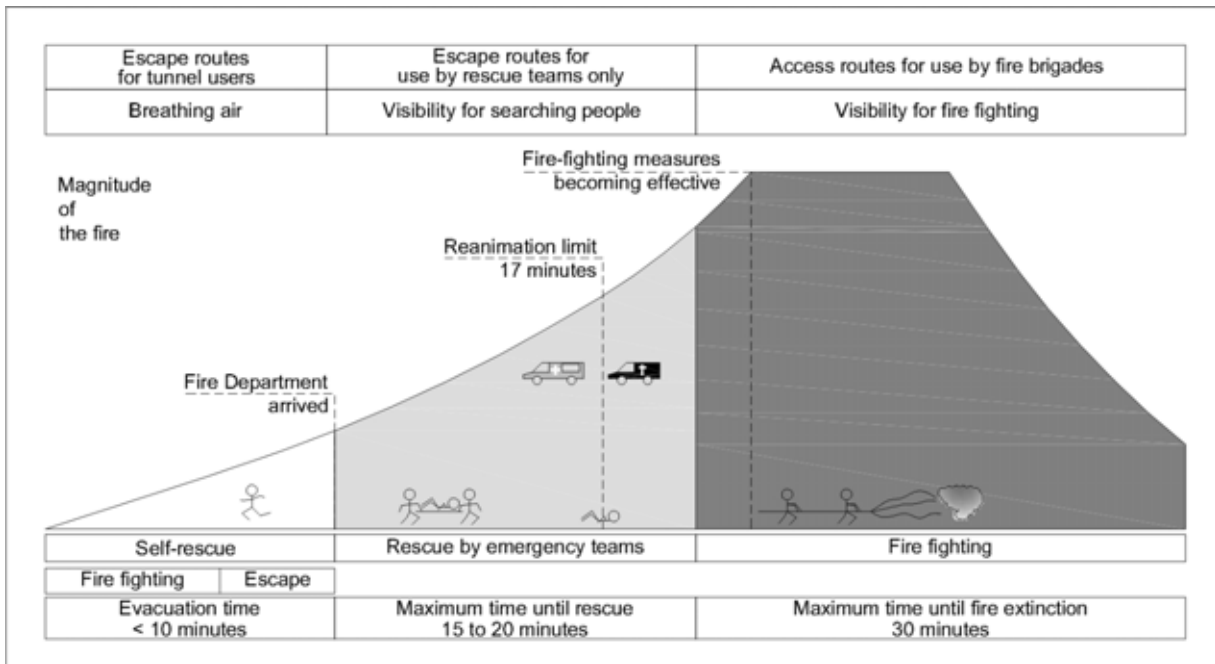 Escape routes
for tunnel users
Escape routes for
use by rescue teams only
Access routes for use by fire brigades
Breathing air
Visibility for searching people
Visibility for fire fighting
Magnitude
of
the fire
Fire-fighting measures
becoming effective
Reanimation limit
17 minutes
Fire Department
arrived
Self-rescue
Rescue by emergency teams
Fire fighting
Fire fighting
Escape
Evacuation time
< 10 minutes
Maximum time until rescue
15 to 20 minutes
Maximum time until fire extinction
30 minutes